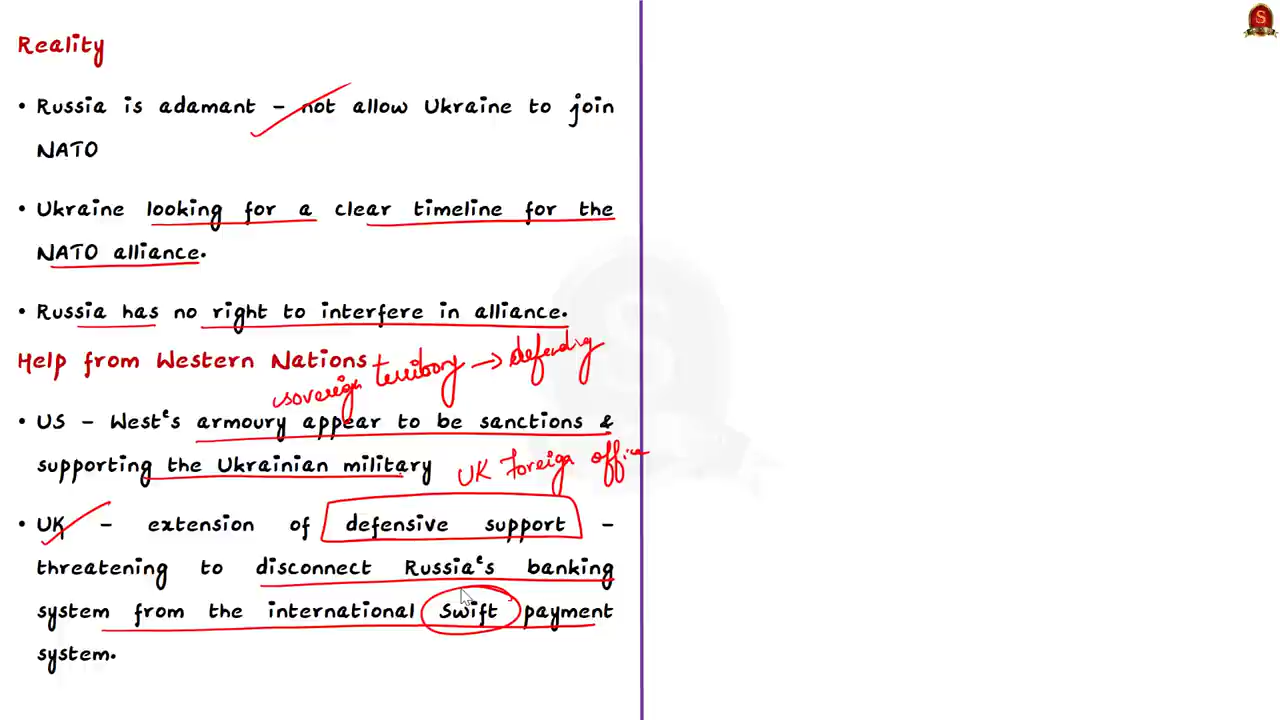 Reality
• Russia is adamant – not allow Ukraine to join
NATO
• Ukraine looking for a clear timeline for the
NATO alliance.
• Russia has no right to interfere in alliance.
Help from Western Nations
sovereign territory → defending
• US – Westᵉs armoury appear to be sanctions &
supporting the Ukrainian military
UK foreign office
• UK – extension of defensive support –
threatening to disconnect Russiaᵉs banking
system from the international Swift payment
system.
S